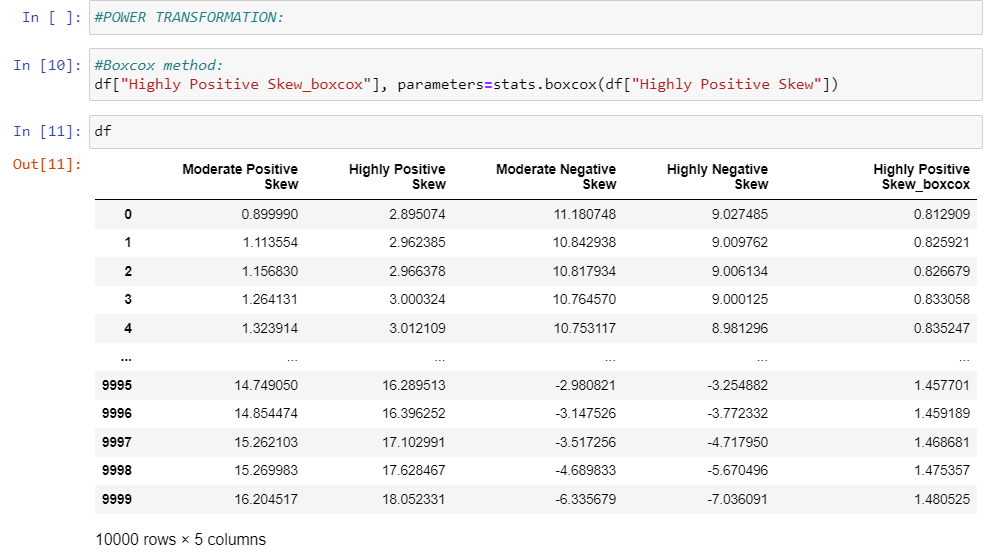 In [ ]: #POWER TRANSFORMATION:
In [10]: #Boxcox method:
df["Highly Positive Skew_boxcox"], parameters=stats.boxcox(df["Highly Positive Skew"])
In [11]: df
Out[11]:
Moderate Positive Skew Highly Positive Skew Moderate Negative Skew Highly Negative Skew Highly Positive Skew_boxcox
0 0.899990 2.895074 11.180748 9.027485 0.812909
1 1.113554 2.962385 10.842938 9.009762 0.825921
2 1.156830 2.966378 10.817934 9.006134 0.826679
3 1.264131 3.000324 10.764570 9.000125 0.833058
4 1.323914 3.012109 10.753117 8.981296 0.835247
... ... ... ... ... ...
9995 14.749050 16.289513 -2.980821 -3.254882 1.457701
9996 14.854474 16.396252 -3.147526 -3.772332 1.459189
9997 15.262103 17.102991 -3.517256 -4.717950 1.468681
9998 15.269983 17.628467 -4.689833 -5.670496 1.475357
9999 16.204517 18.052331 -6.335679 -7.036091 1.480525
10000 rows × 5 columns